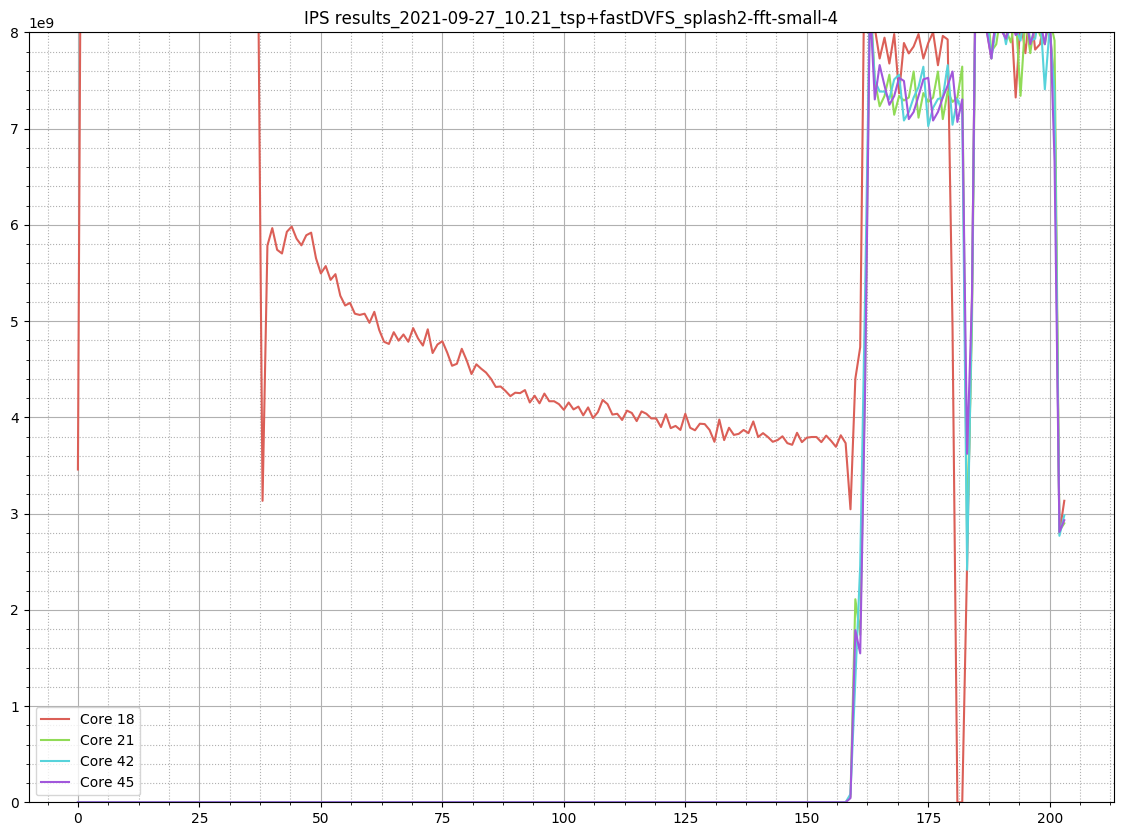 IPS results_2021-09-27_10.21_tsp+fastDVFS_splash2-fft-small-4
1e9
8
7
6
5
4
3
2
1
0
Core 18
Core 21
Core 42
Core 45
0 25 50 75 100 125 150 175 200